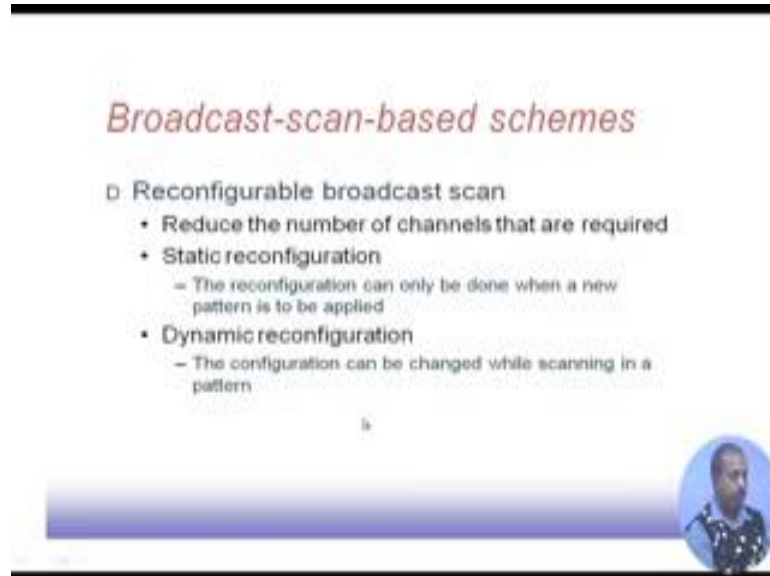 Broadcast-scan-based schemes
D Reconfigurable broadcast scan
• Reduce the number of channels that are required
• Static reconfiguration
– The reconfiguration can only be done when a new
pattern is to be applied
• Dynamic reconfiguration
– The configuration can be changed while scanning in a
pattern